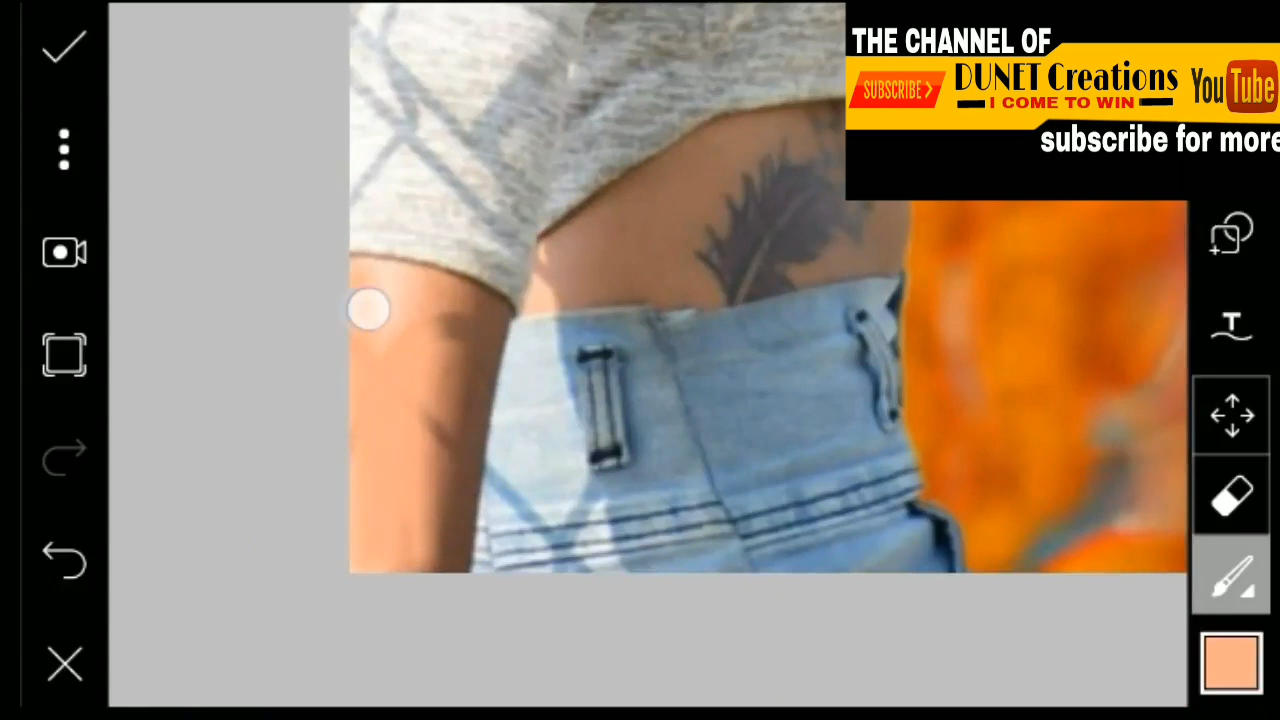 THE CHANNEL OF
SUBSCRIBE DUNET Creations YouTube
I COME TO WIN
subscribe for more
T